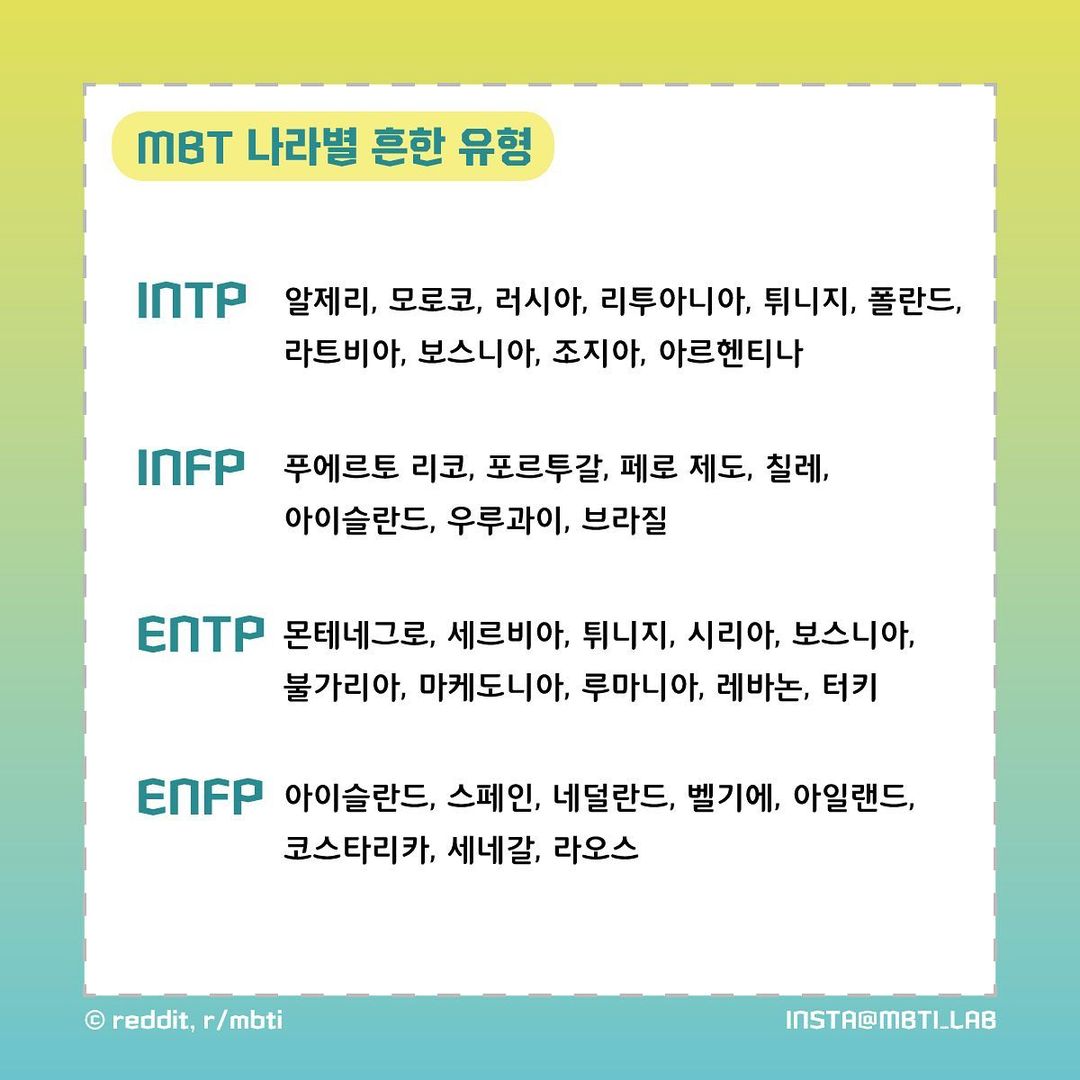 MBT 나라별 흔한 유형
INTP 알제리, 모로코, 러시아, 리투아니아, 튀니지, 폴란드,
라트비아, 보스니아, 조지아, 아르헨티나
INFP 푸에르토 리코, 포르투갈, 페로 제도, 칠레,
아이슬란드, 우루과이, 브라질
ENTP 몬테네그로, 세르비아, 튀니지, 시리아, 보스니아,
불가리아, 마케도니아, 루마니아, 레바논, 터키
ENFP 아이슬란드, 스페인, 네덜란드, 벨기에, 아일랜드,
코스타리카, 세네갈, 라오스
© reddit, r/mbti
INSTA@MBTI_LAB